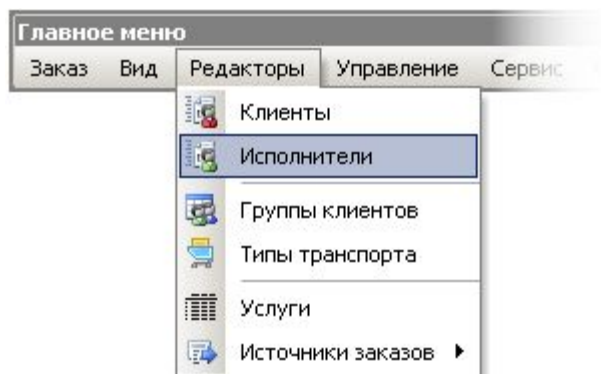 Главное меню
Заказ Вид Редакторы Управление Сервис
Клиенты
Исполнители
Группы клиентов
Типы транспорта
Услуги
Источники заказов